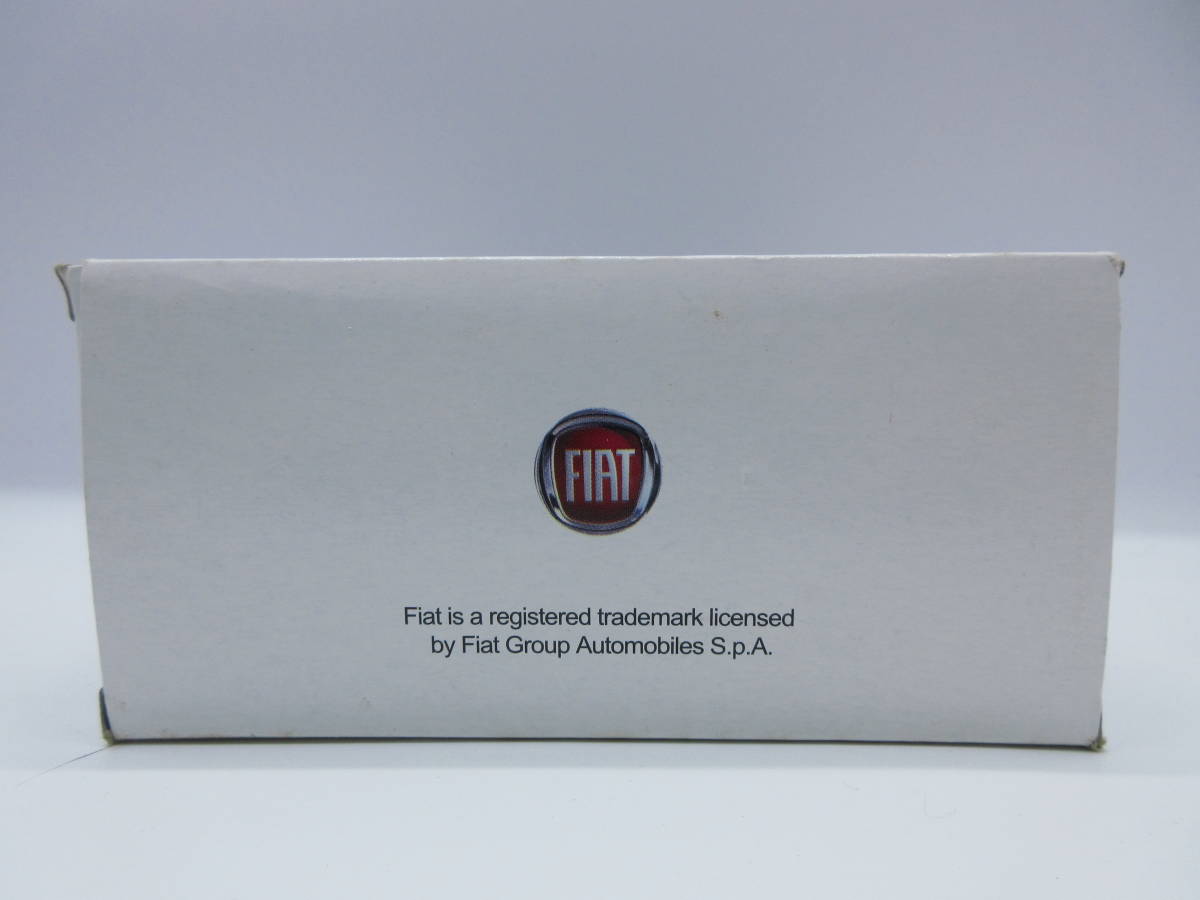 FIAT
Fiat is a registered trademark licensed
by Fiat Group Automobiles S.p.A.